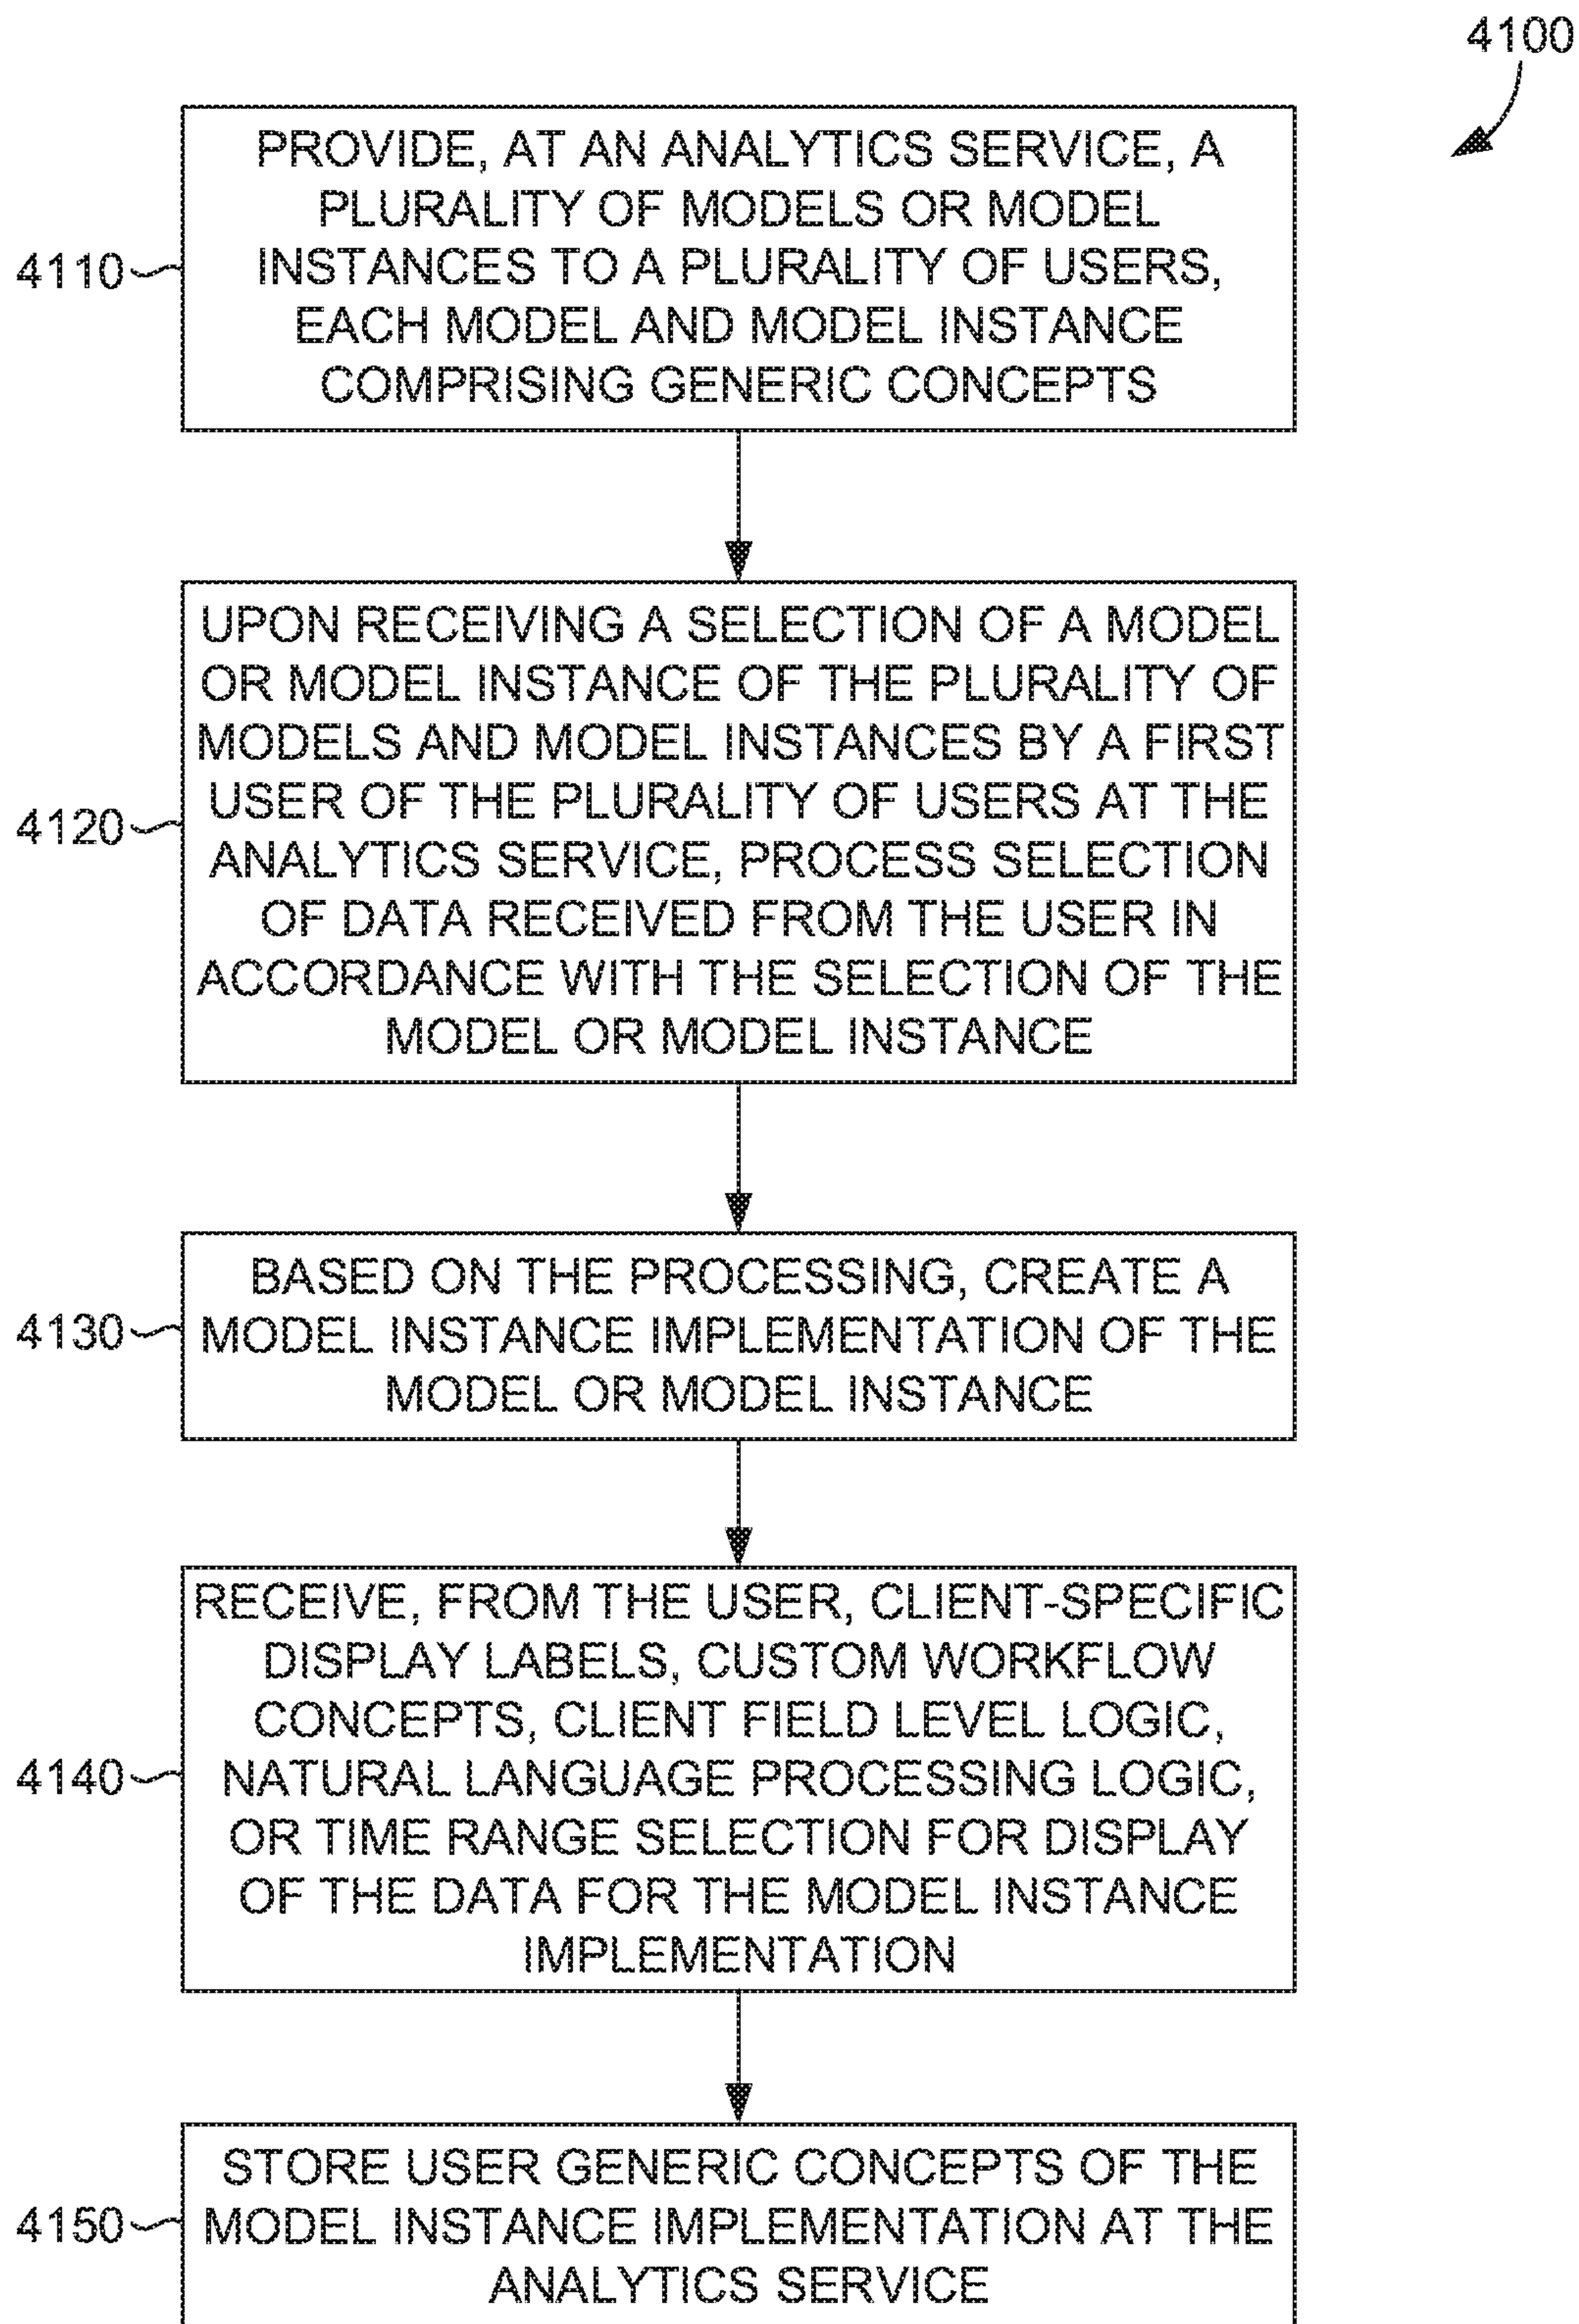 4100
PROVIDE, AT AN ANALYTICS SERVICE, A
PLURALITY OF MODELS OR MODEL
INSTANCES TO A PLURALITY OF USERS,
EACH MODEL AND MODEL INSTANCE
COMPRISING GENERIC CONCEPTS
4110
UPON RECEIVING A SELECTION OF A MODEL
OR MODEL INSTANCE OF THE PLURALITY OF
MODELS AND MODEL INSTANCES BY A FIRST
USER OF THE PLURALITY OF USERS AT THE
ANALYTICS SERVICE, PROCESS SELECTION
OF DATA RECEIVED FROM THE USER IN
ACCORDANCE WITH THE SELECTION OF THE
MODEL OR MODEL INSTANCE
4120
BASED ON THE PROCESSING, CREATE A
MODEL INSTANCE IMPLEMENTATION OF THE
MODEL OR MODEL INSTANCE
4130
RECEIVE, FROM THE USER, CLIENT-SPECIFIC
DISPLAY LABELS, CUSTOM WORKFLOW
CONCEPTS, CLIENT FIELD LEVEL LOGIC,
NATURAL LANGUAGE PROCESSING LOGIC,
OR TIME RANGE SELECTION FOR DISPLAY
OF THE DATA FOR THE MODEL INSTANCE
IMPLEMENTATION
4140
STORE USER GENERIC CONCEPTS OF THE
MODEL INSTANCE IMPLEMENTATION AT THE
ANALYTICS SERVICE
4150